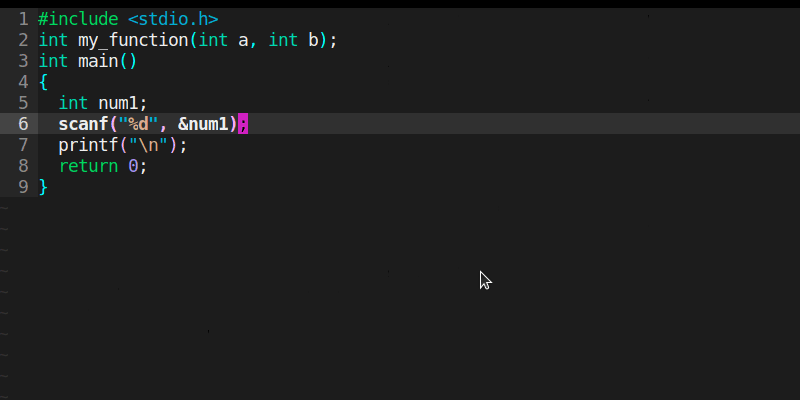 1 #include <stdio.h>
2 int my_function(int a, int b);
3 int main()
4 {
5   int num1;
6   scanf("%d", &num1);
7   printf("\n");
8   return 0;
9 }
~
~
~
~
~
~
~
~
~
~